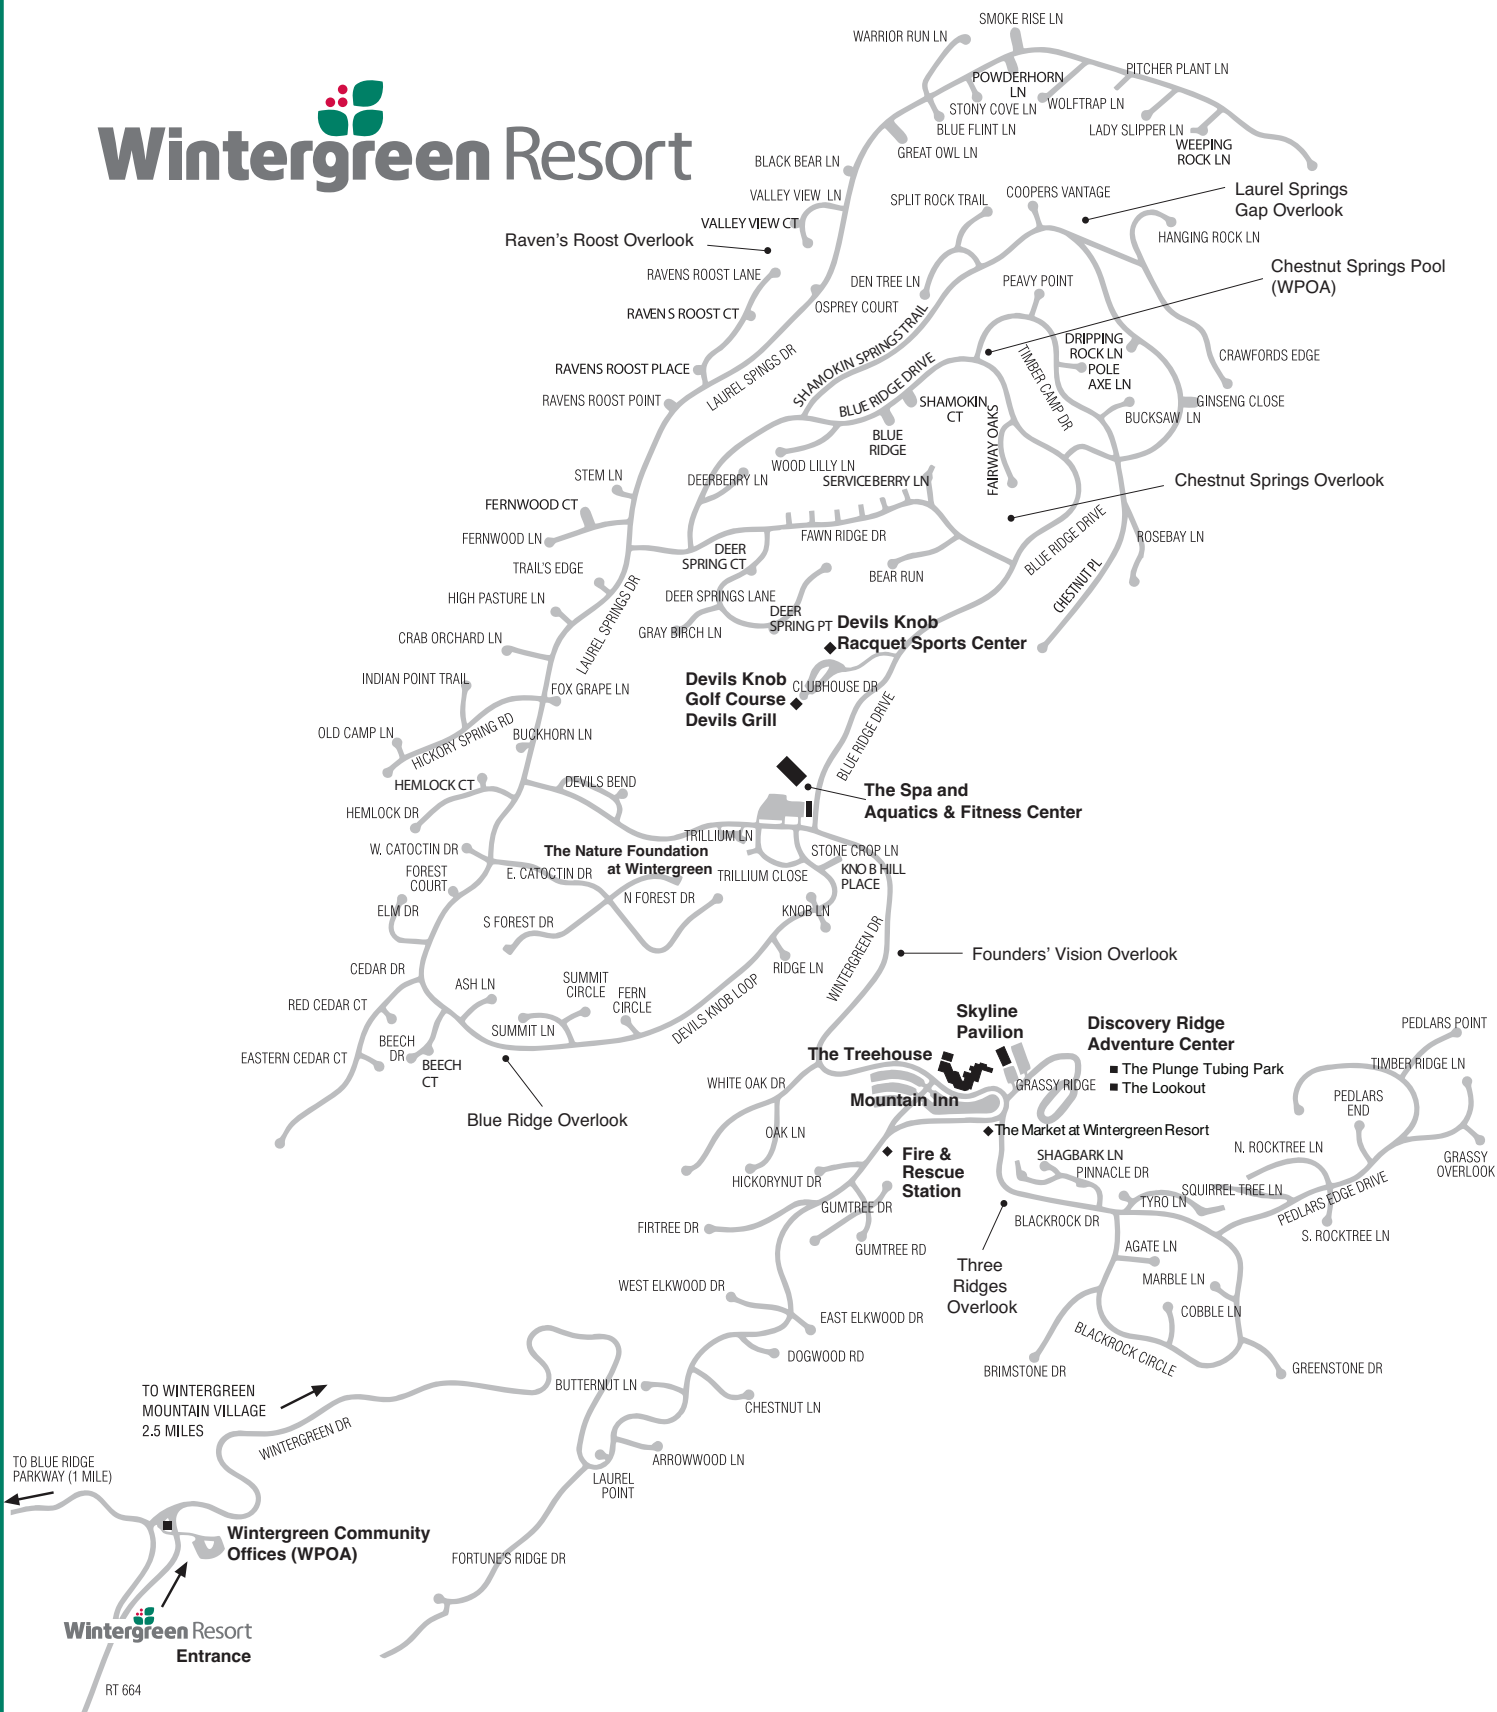 Wintergreen Resort
SMOKE RISE LN
WARRIOR RUN LN
PITCHER PLANT LN
POWDERHORN
LN
STONY COVE LN
WOLFTRAP LN
BLUE FLINT LN
LADY SLIPPER LN
WEEPING
ROCK LN
GREAT OWL LN
BLACK BEAR LN
VALLEY VIEW LN
SPLIT ROCK TRAIL
COOPERS VANTAGE
Laurel Springs
Gap Overlook
VALLEY VIEW CT
Raven's Roost Overlook
HANGING ROCK LN
RAVENS ROOST LANE
DEN TREE LN
PEAVY POINT
Chestnut Springs Pool
(WPOA)
OSPREY COURT
RAVENS ROOST CT
SHAMOKIN SPRINGS TRAIL
DRIPPING
ROCK LN
POLE
AXE LN
CRAWFORDS EDGE
RAVENS ROOST PLACE
LAUREL SPINGS DR
BLUE RIDGE DRIVE
TIMBER CAMP DR
RAVENS ROOST POINT
SHAMOKIN
CT
FAIRWAY OAKS
GINSENG CLOSE
BUCKSAW LN
BLUE
RIDGE
WOOD LILLY LN
STEM LN
DEERBERRY LN
SERVICEBERRY LN
Chestnut Springs Overlook
FERNWOOD CT
FERNWOOD LN
FAWN RIDGE DR
BLUE RIDGE DRIVE
ROSEBAY LN
DEER
SPRING CT
TRAIL'S EDGE
BEAR RUN
CHESTNUT PL
HIGH PASTURE LN
LAUREL SPRINGS DR
DEER SPRINGS LANE
DEER
SPRING PT
GRAY BIRCH LN
CRAB ORCHARD LN
Devils Knob
Racquet Sports Center
INDIAN POINT TRAIL
FOX GRAPE LN
Devils Knob
Golf Course
Devils Grill
CLUBHOUSE DR
BLUE RIDGE DRIVE
OLD CAMP LN
HICKORY SPRING RD
BUCKHORN LN
HEMLOCK CT
DEVILS BEND
The Spa and
Aquatics & Fitness Center
HEMLOCK DR
TRILLIUM LN
W. CATOCTIN DR
The Nature Foundation
at Wintergreen
STONE CROP LN
FOREST
COURT
E. CATOCTIN DR
TRILLIUM CLOSE
KNOB HILL
PLACE
ELM DR
N FOREST DR
S FOREST DR
KNOB LN
WINTERGREEN DR
CEDAR DR
RIDGE LN
Founders' Vision Overlook
ASH LN
SUMMIT
CIRCLE
FERN
CIRCLE
DEVILS KNOB LOOP
RED CEDAR CT
SUMMIT LN
Skyline
Pavilion
Discovery Ridge
Adventure Center
PEDLARS POINT
BEECH
DR
EASTERN CEDAR CT
BEECH
CT
The Treehouse
The Plunge Tubing Park
The Lookout
TIMBER RIDGE LN
WHITE OAK DR
Mountain Inn
GRASSY RIDGE
PEDLARS
END
Blue Ridge Overlook
OAK LN
The Market at Wintergreen Resort
N. ROCKTREE LN
GRASSY
OVERLOOK
Fire &
Rescue
Station
SHAGBARK LN
PINNACLE DR
HICKORYNUT DR
SQUIRREL TREE LN
TYRO LN
PEDLARS EDGE DRIVE
GUMTREE DR
FIRTREE DR
BLACKROCK DR
S. ROCKTREE LN
GUMTREE RD
AGATE LN
Three
Ridges
Overlook
WEST ELKWOOD DR
MARBLE LN
EAST ELKWOOD DR
COBBLE LN
DOGWOOD RD
BLACKROCK CIRCLE
BRIMSTONE DR
GREENSTONE DR
TO WINTERGREEN
MOUNTAIN VILLAGE
2.5 MILES
BUTTERNUT LN
CHESTNUT LN
WINTERGREEN DR
ARROWWOOD LN
TO BLUE RIDGE
PARKWAY (1 MILE)
LAUREL
POINT
Wintergreen Community
Offices (WPOA)
FORTUNE'S RIDGE DR
Wintergreen Resort
Entrance
RT 664